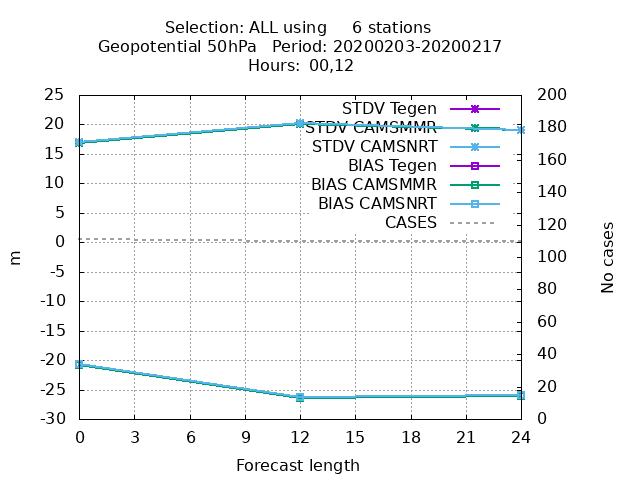 Selection: ALL using     6 stations
Geopotential 50hPa   Period: 20200203-20200217
Hours: 00,12
25
20
15
10
5
0
-5
-10
-15
-20
-25
-30
m
200
180
160
140
120
100
80
60
40
20
0
No cases
STDV Tegen
STDV CAMSMMR
STDV CAMSNRT
BIAS Tegen
BIAS CAMSMMR
BIAS CAMSNRT
CASES
0 3 6 9 12 15 18 21 24
Forecast length